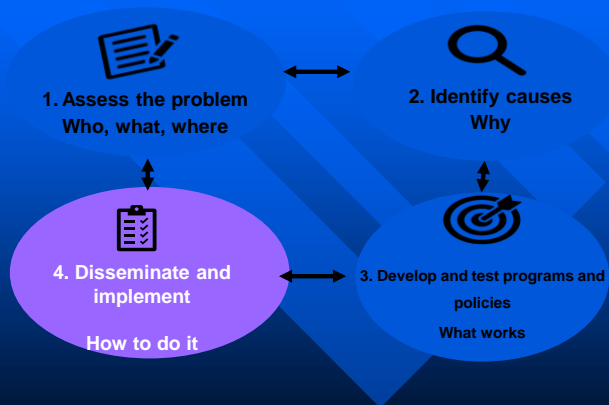 1. Assess the problem
Who, what, where
2. Identify causes
Why
4. Disseminate and
implement
How to do it
3. Develop and test programs and
policies
What works